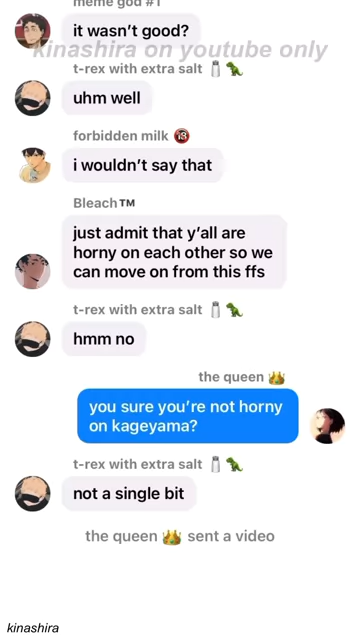 meme god #1
it wasn't good?
kinashira on youtube only
t-rex with extra salt 🧂🦖
uhm well
forbidden milk 🔞
i wouldn't say that
Bleach™
just admit that y'all are
horny on each other so we
can move on from this ffs
t-rex with extra salt 🧂🦖
hmm no
the queen 👑
you sure you're not horny
on kageyama?
t-rex with extra salt 🧂🦖
not a single bit
the queen 👑 sent a video
kinashira